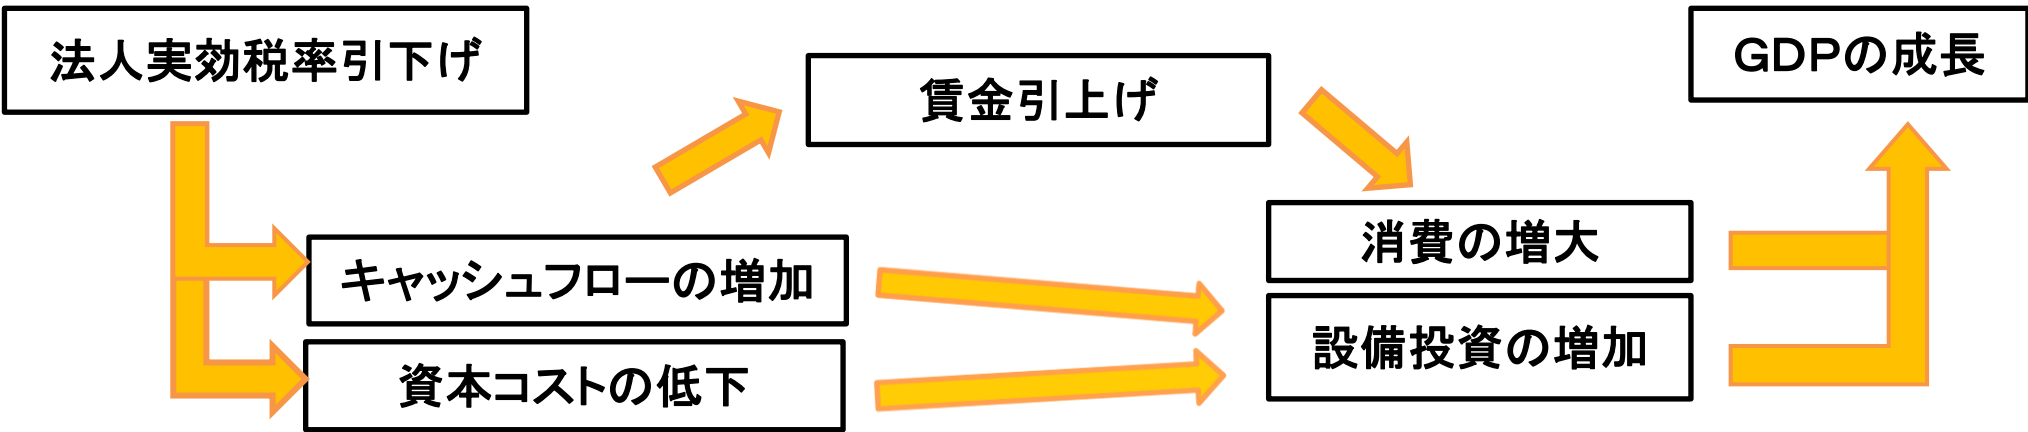 法人実効税率引下げ
賃金引上げ
GDPの成長
キャッシュフローの増加
資本コストの低下
消費の増大
設備投資の増加